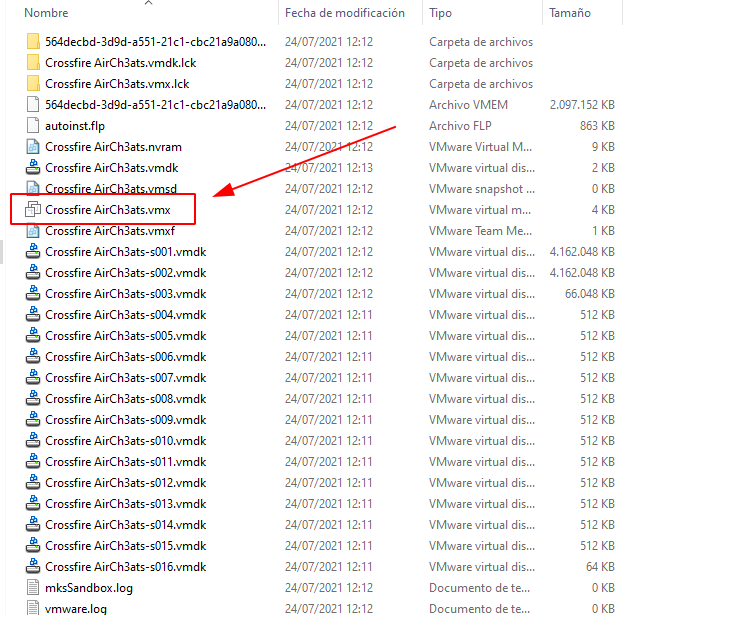 Nombre Fecha de modificación Tipo Tamaño
564decbd-3d9d-a551-21c1-cbc21a9a080... 24/07/2021 12:12 Carpeta de archivos
Crossfire AirCh3ats.vmdk.lck 24/07/2021 12:12 Carpeta de archivos
Crossfire AirCh3ats.vmx.lck 24/07/2021 12:12 Carpeta de archivos
564decbd-3d9d-a551-21c1-cbc21a9a080... 24/07/2021 12:12 Archivo VMEM 2.097.152 KB
autoinst.flp 24/07/2021 12:12 Archivo FLP 863 KB
Crossfire AirCh3ats.nvram 24/07/2021 12:12 VMware Virtual M... 9 KB
Crossfire AirCh3ats.vmdk 24/07/2021 12:13 VMware virtual dis... 2 KB
Crossfire AirCh3ats.vmsd 24/07/2021 12:12 VMware snapshot ... 0 KB
Crossfire AirCh3ats.vmx 24/07/2021 12:12 VMware virtual m... 4 KB
Crossfire AirCh3ats.vmxf 24/07/2021 12:12 VMware Team Me... 1 KB
Crossfire AirCh3ats-s001.vmdk 24/07/2021 12:12 VMware virtual dis... 4.162.048 KB
Crossfire AirCh3ats-s002.vmdk 24/07/2021 12:12 VMware virtual dis... 4.162.048 KB
Crossfire AirCh3ats-s003.vmdk 24/07/2021 12:12 VMware virtual dis... 66.048 KB
Crossfire AirCh3ats-s004.vmdk 24/07/2021 12:11 VMware virtual dis... 512 KB
Crossfire AirCh3ats-s005.vmdk 24/07/2021 12:11 VMware virtual dis... 512 KB
Crossfire AirCh3ats-s006.vmdk 24/07/2021 12:11 VMware virtual dis... 512 KB
Crossfire AirCh3ats-s007.vmdk 24/07/2021 12:11 VMware virtual dis... 512 KB
Crossfire AirCh3ats-s008.vmdk 24/07/2021 12:11 VMware virtual dis... 512 KB
Crossfire AirCh3ats-s009.vmdk 24/07/2021 12:11 VMware virtual dis... 512 KB
Crossfire AirCh3ats-s010.vmdk 24/07/2021 12:11 VMware virtual dis... 512 KB
Crossfire AirCh3ats-s011.vmdk 24/07/2021 12:11 VMware virtual dis... 512 KB
Crossfire AirCh3ats-s012.vmdk 24/07/2021 12:11 VMware virtual dis... 512 KB
Crossfire AirCh3ats-s013.vmdk 24/07/2021 12:11 VMware virtual dis... 512 KB
Crossfire AirCh3ats-s014.vmdk 24/07/2021 12:11 VMware virtual dis... 512 KB
Crossfire AirCh3ats-s015.vmdk 24/07/2021 12:11 VMware virtual dis... 512 KB
Crossfire AirCh3ats-s016.vmdk 24/07/2021 12:11 VMware virtual dis... 64 KB
mksSandbox.log 24/07/2021 12:12 Documento de te... 0 KB
vmware.log 24/07/2021 12:12 Documento de te... 0 KB